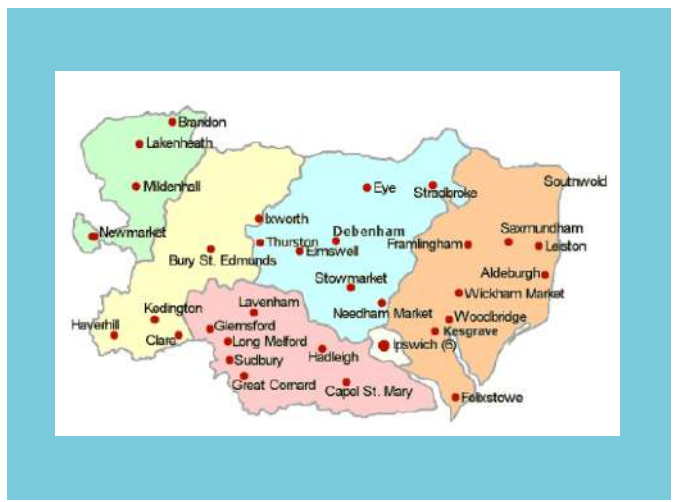 Brandon
Lakenheath
Mildenhall
Eye
Stradbroke
Southwold
Ixworth
Newmarket
Thurston
Debenham
Elmswell
Framlingham
Saxmundham
Leiston
Bury St. Edmunds
Aldeburgh
Stowmarket
Wickham Market
Needham Market
Kedington
Lavenham
Woodbridge
Haverhill
Glemsford
Kesgrave
Clare
Long Melford
Hadleigh
Ipswich (6)
Sudbury
Great Cornard
Capel St. Mary
Felixstowe